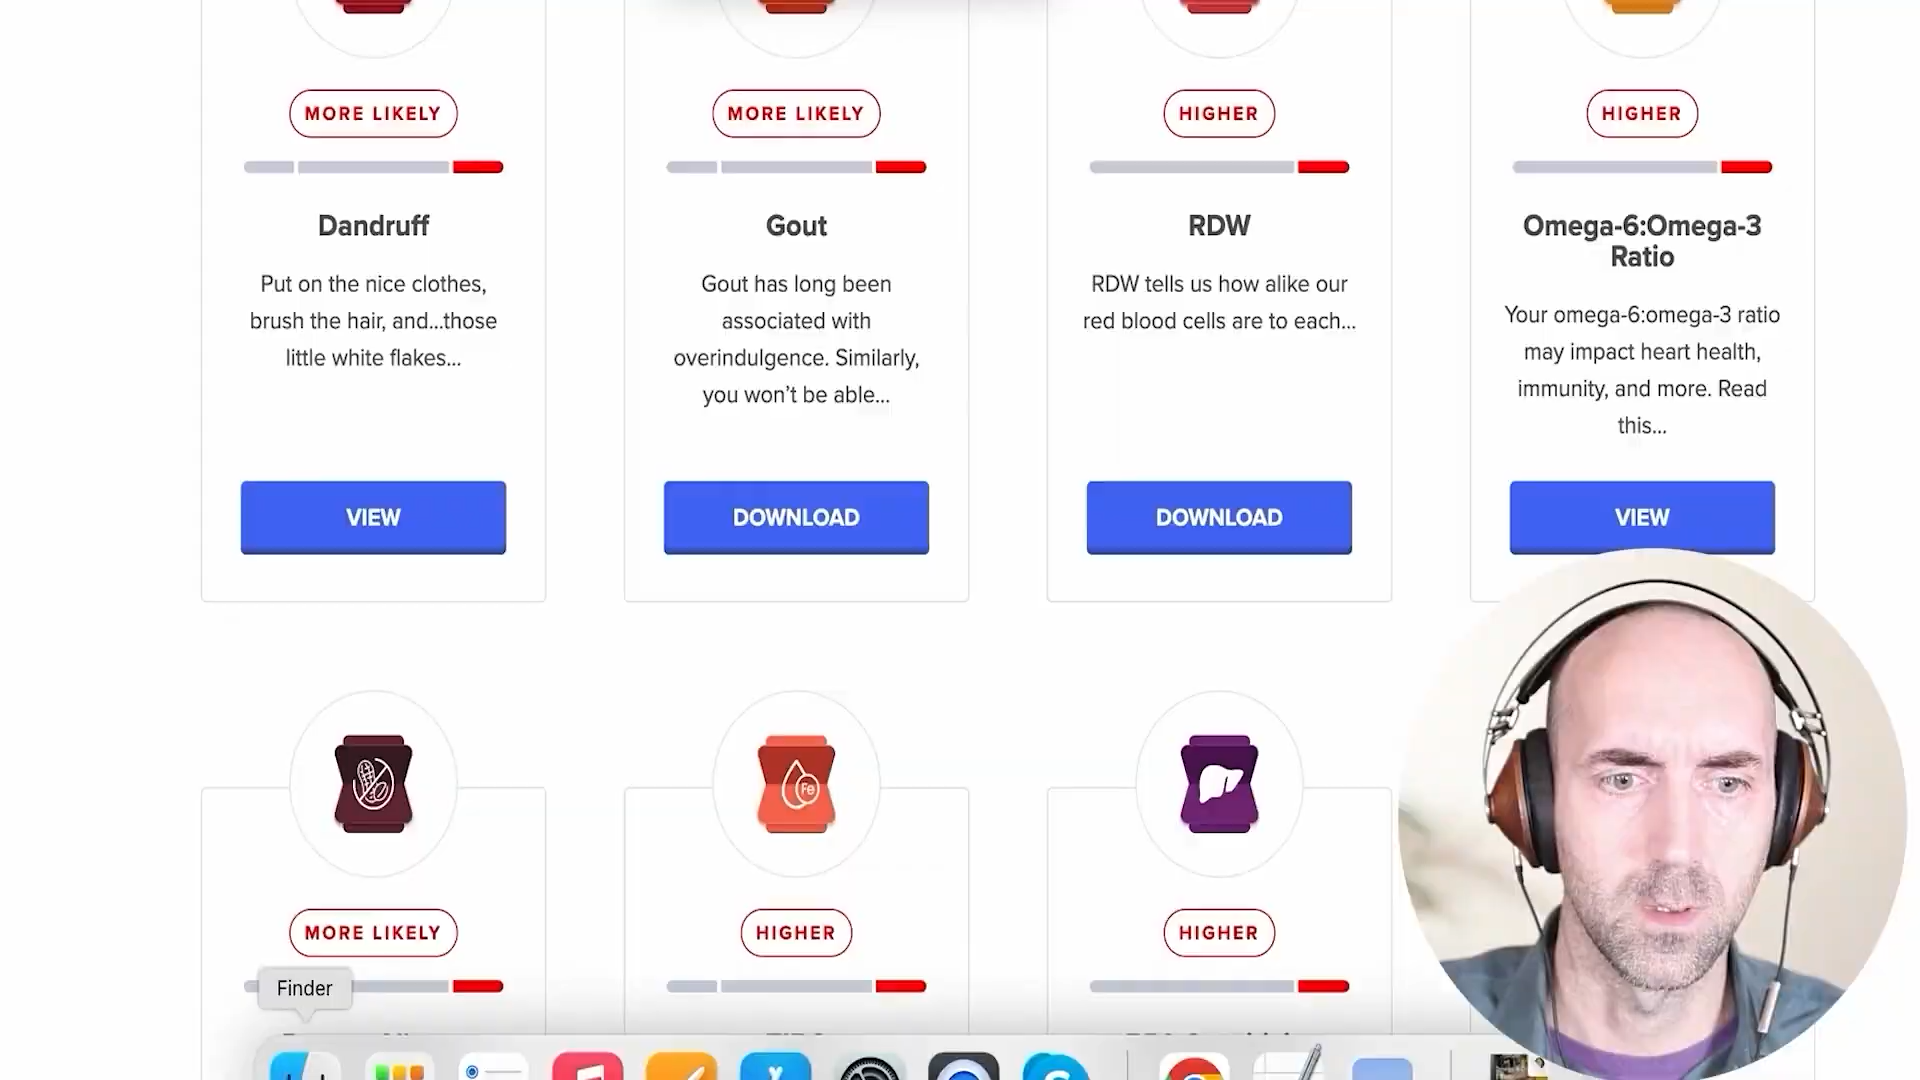 MORE LIKELY
MORE LIKELY
HIGHER
HIGHER
Dandruff
Gout
RDW
Omega-6:Omega-3
Ratio
Put on the nice clothes,
brush the hair, and...those
little white flakes...
Gout has long been
associated with
overindulgence. Similarly,
you won’t be able...
RDW tells us how alike our
red blood cells are to each...
Your omega-6:omega-3 ratio
may impact heart health,
immunity, and more. Read
this...
VIEW
DOWNLOAD
DOWNLOAD
VIEW
Fe
MORE LIKELY
HIGHER
HIGHER
Finder